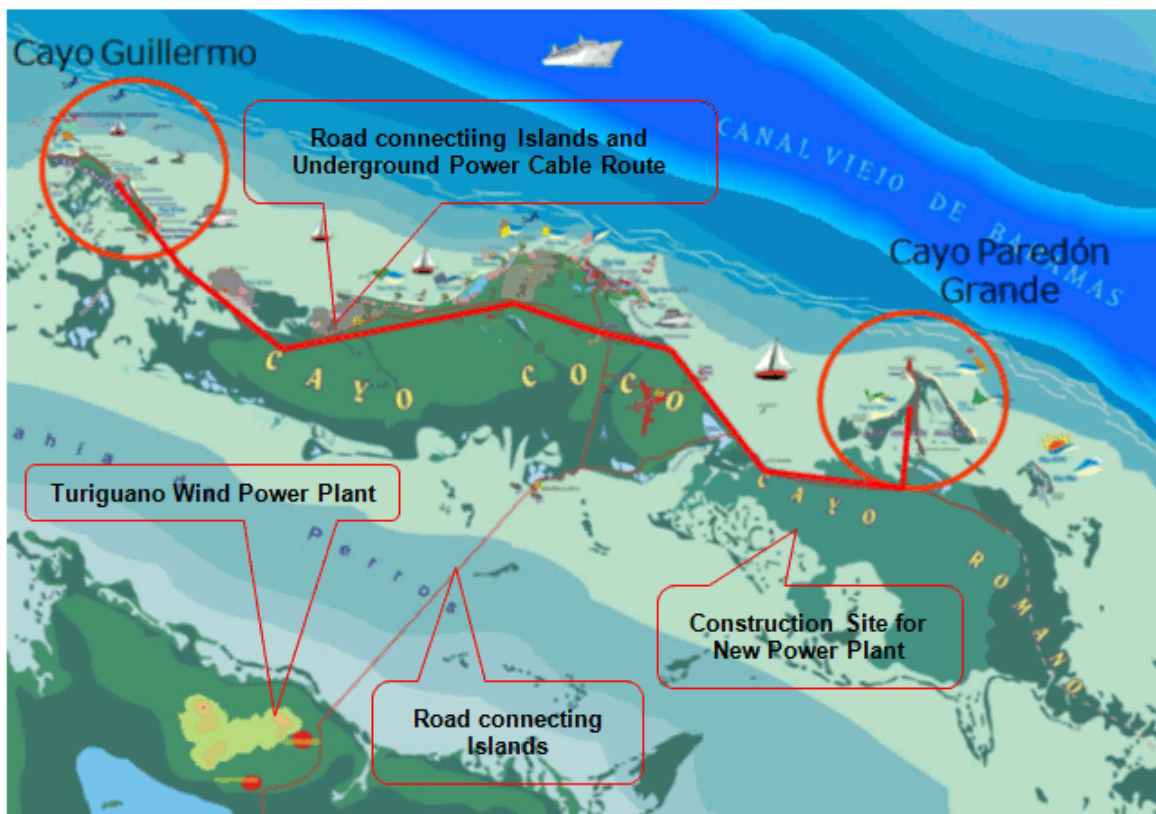 Cayo Guillermo
Road connectiing Islands and
Underground Power Cable Route
CANAL VIEJO DE BAHAMAS
Cayo Paredón
Grande
CAYO COCO
Turiguano Wind Power Plant
Perros
CAYO ROMANO
Construction Site for
New Power Plant
Road connecting
Islands